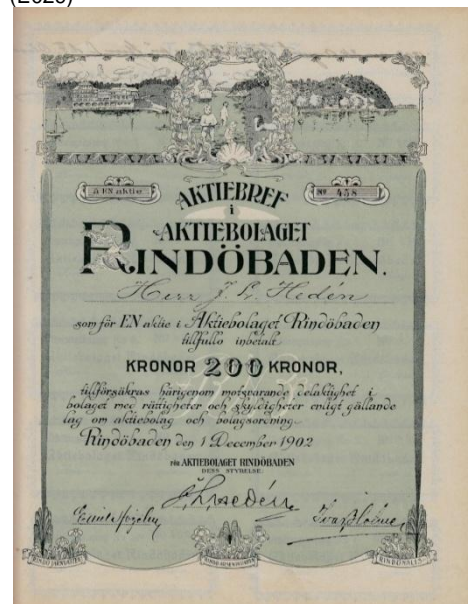 (2020)
à EN aktie
No 458
AKTIEBREF
i
AKTIEBOLAGET
RINDÖBADEN.
Herr J. L. Hedén
som för EN aktie i Aktiebolaget Rindöbaden
tillfullo inbetalt
KRONOR 200 KRONOR,
tillförsäkras härigenom motsvarande delaktighet i
bolaget med rättigheter och skyldigheter enligt gällande
lag om aktiebolag och bolagsordning.
Rindöbaden den 1 December 1902
FÖR AKTIEBOLAGET RINDÖBADEN
DESS STYRELSE: